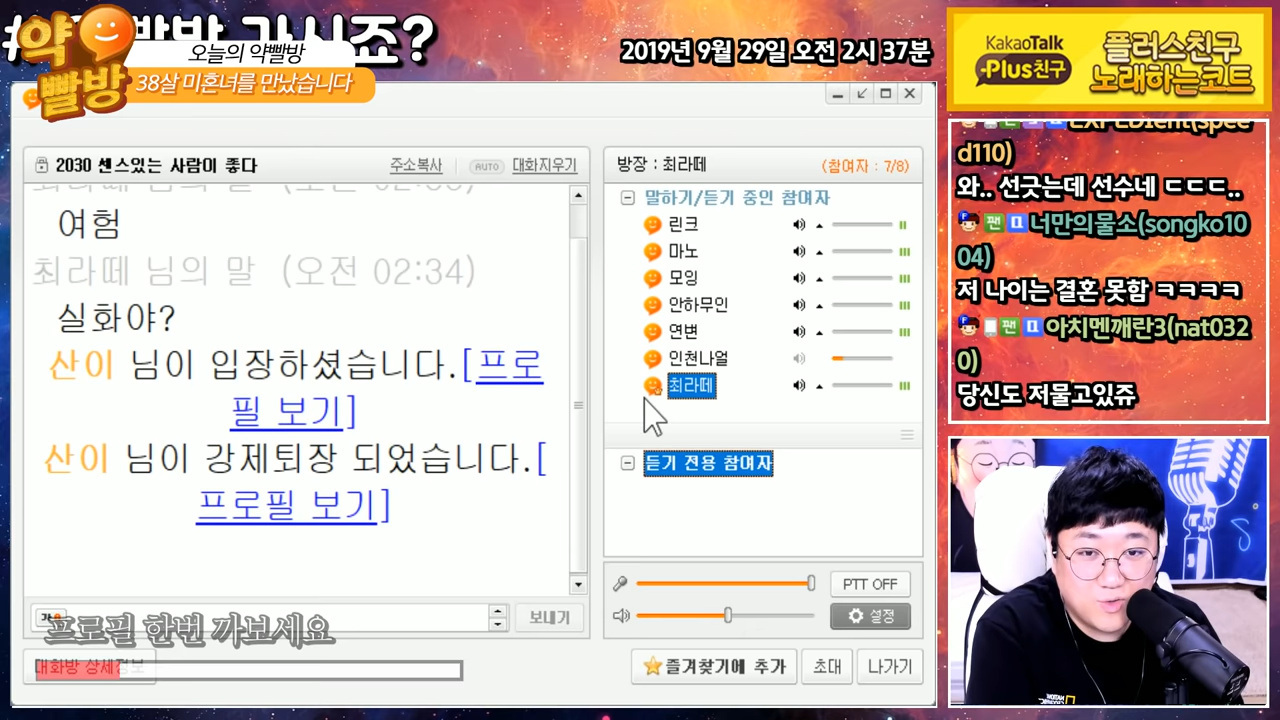 약빨방
오늘의 약빨방
38살 미혼녀를 만났습니다
가시죠?
2019년 9월 29일 오전 2시 37분
KakaoTalk
Plus친구
플러스친구
노래하는코트
2030 센스있는 사람이 좋다
주소복사
AUTO
대화지우기
여험
최라떼 님의 말 (오전 02:34)
실화야?
산이 님이 입장하셨습니다.[프로
필 보기]
산이 님이 강제퇴장 되었습니다.[
프로필 보기]
프로필 한번 까보세요
보내기
대화방 상세정보
방장 : 최라떼
(참여자 : 7/8)
말하기/듣기 중인 참여자
링크
마노
모잉
안하무인
연변
인천나얼
최라떼
듣기 전용 참여자
PTT OFF
설정
즐겨찾기에 추가
초대
나가기
d110)
와.. 선긋는데 선수네 ㄷㄷㄷ..
팬 너만의물소(songko10
04)
저 나이는 결혼 못함 ㅋㅋㅋㅋ
팬 아치멘깨란3(nat032
0)
당신도 저물고있쥬